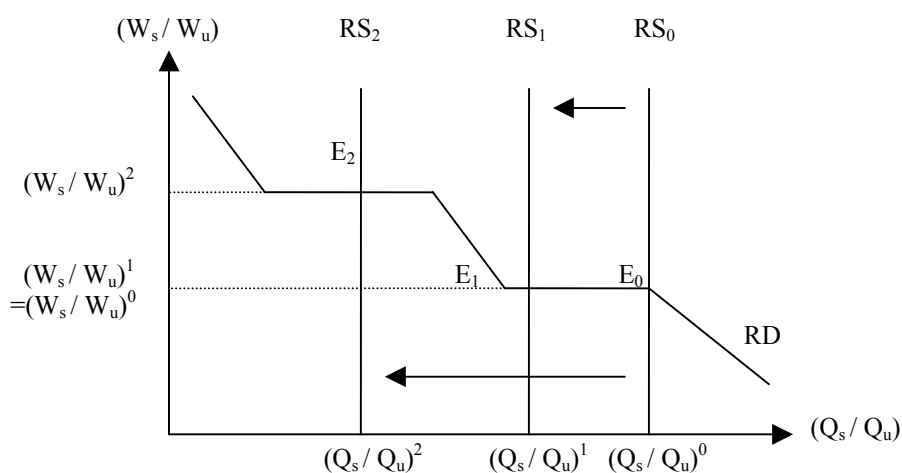 (Wₛ / Wᵤ)
RS₂
RS₁
RS₀
E₂
(Wₛ / Wᵤ)²
(Wₛ / Wᵤ)¹
=(Wₛ / Wᵤ)⁰
E₁
E₀
RD
(Qₛ / Qᵤ)
(Qₛ / Qᵤ)²
(Qₛ / Qᵤ)¹
(Qₛ / Qᵤ)⁰